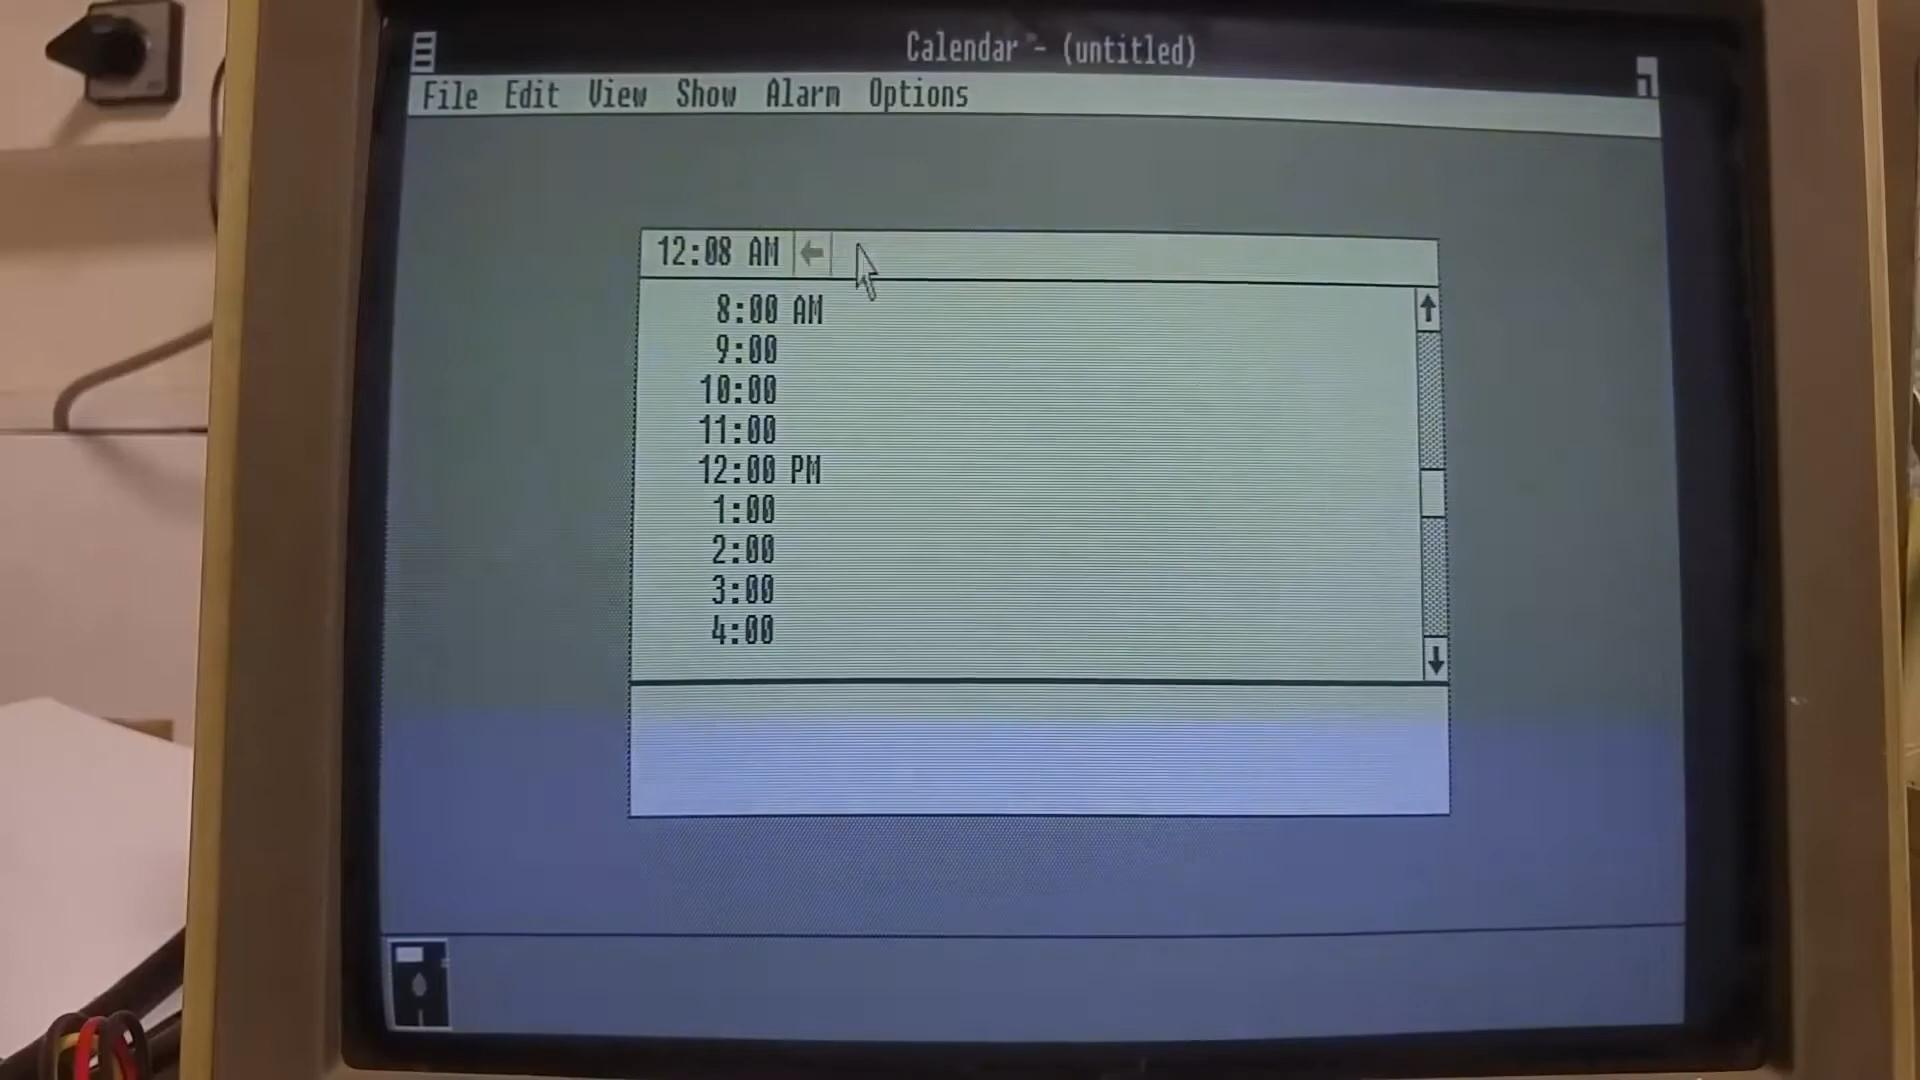 Calendar - (untitled)
File Edit View Show Alarm Options
12:08 AM
8:00 AM
9:00
10:00
11:00
12:00 PM
1:00
2:00
3:00
4:00